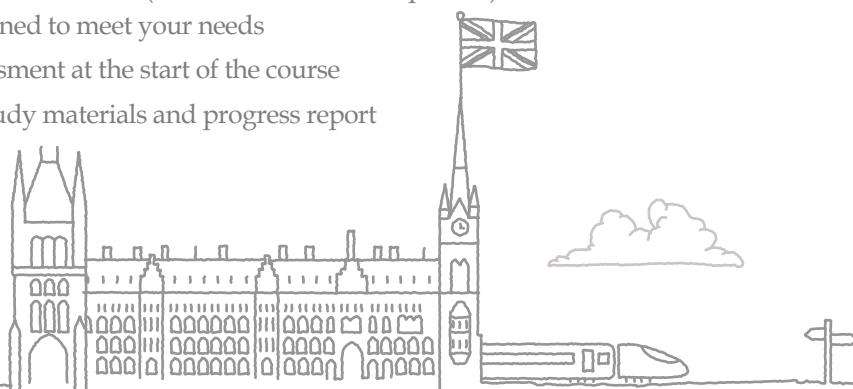 ned to meet your needs
sment at the start of the course
udy materials and progress report